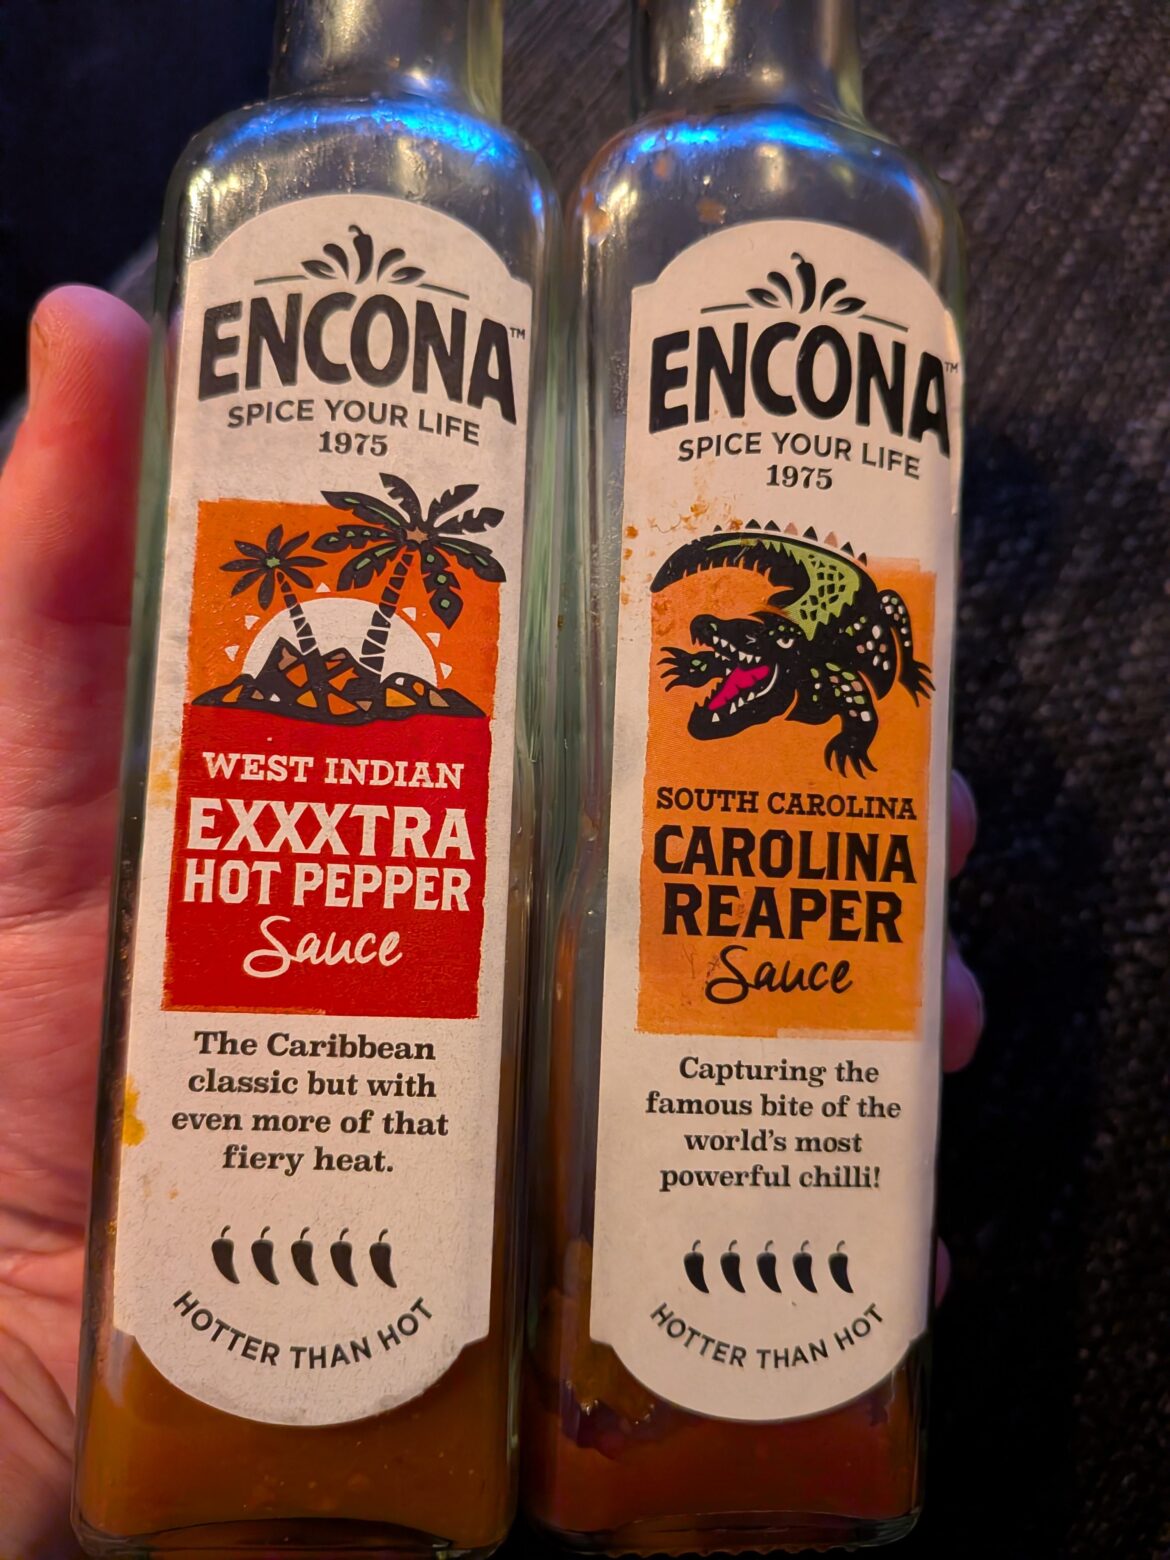 ENCONA™
SPICE YOUR LIFE
1975
WEST INDIAN
EXXXTRA
HOT PEPPER
Sauce
The Caribbean
classic but with
even more of that
fiery heat.
HOTTER THAN HOT
ENCONA™
SPICE YOUR LIFE
1975
SOUTH CAROLINA
CAROLINA
REAPER
Sauce
Capturing the
famous bite of the
world's most
powerful chilli!
HOTTER THAN HOT